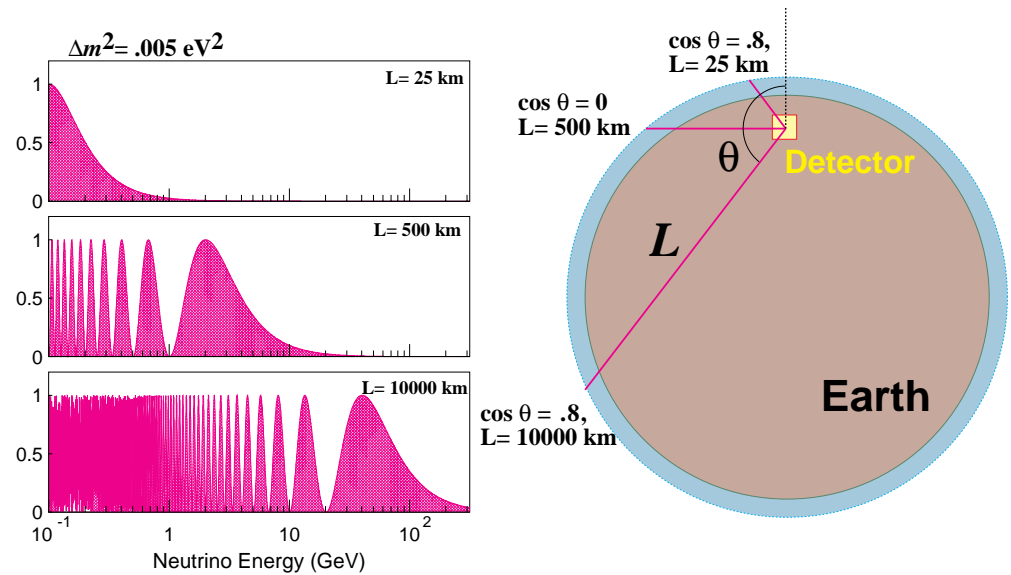 Δm²= .005 eV²
L= 25 km
1
0.5
0
L= 500 km
1
0.5
0
L= 10000 km
1
0.5
0
10⁻¹ 1 10 10²
Neutrino Energy (GeV)
cos θ = .8,
L= 25 km
cos θ = 0
L= 500 km
θ
Detector
L
Earth
cos θ = .8,
L= 10000 km